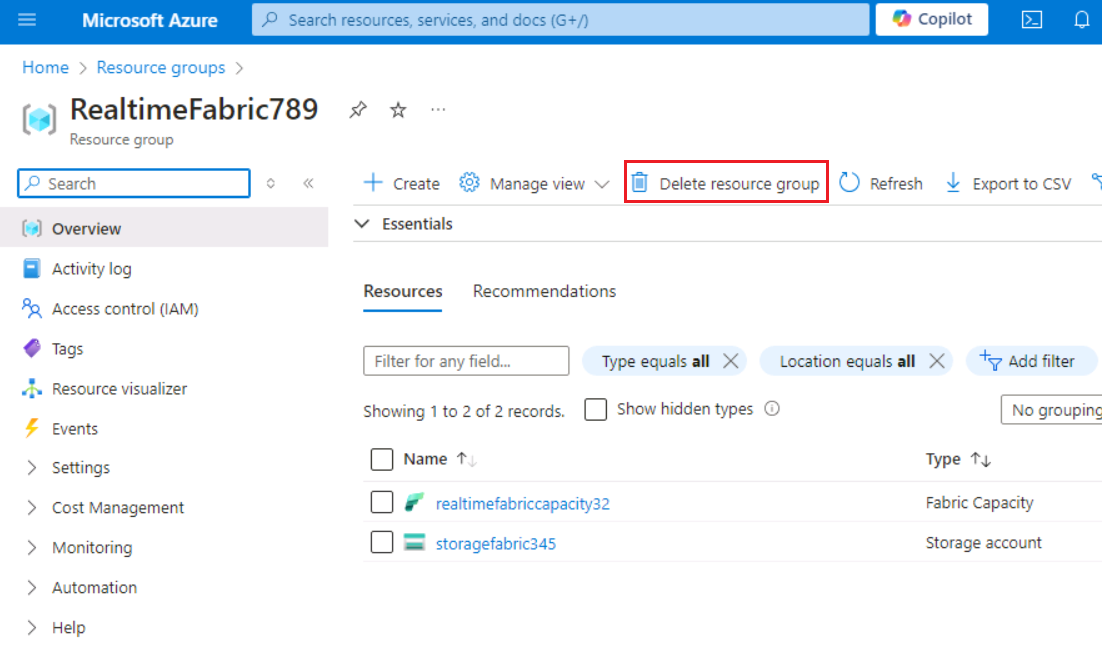 Microsoft Azure
Search resources, services, and docs (G+/)
Copilot
Home > Resource groups >
RealtimeFabric789
Resource group
Search
Create
Manage view
Delete resource group
Refresh
Export to CSV
Essentials
Overview
Activity log
Access control (IAM)
Tags
Resource visualizer
Events
Settings
Cost Management
Monitoring
Automation
Help
Resources
Recommendations
Filter for any field...
Type equals all
Location equals all
Add filter
Showing 1 to 2 of 2 records.
Show hidden types
No grouping
Name ↑↓
Type ↑↓
realtimefabriccapacity32
Fabric Capacity
storagefabric345
Storage account